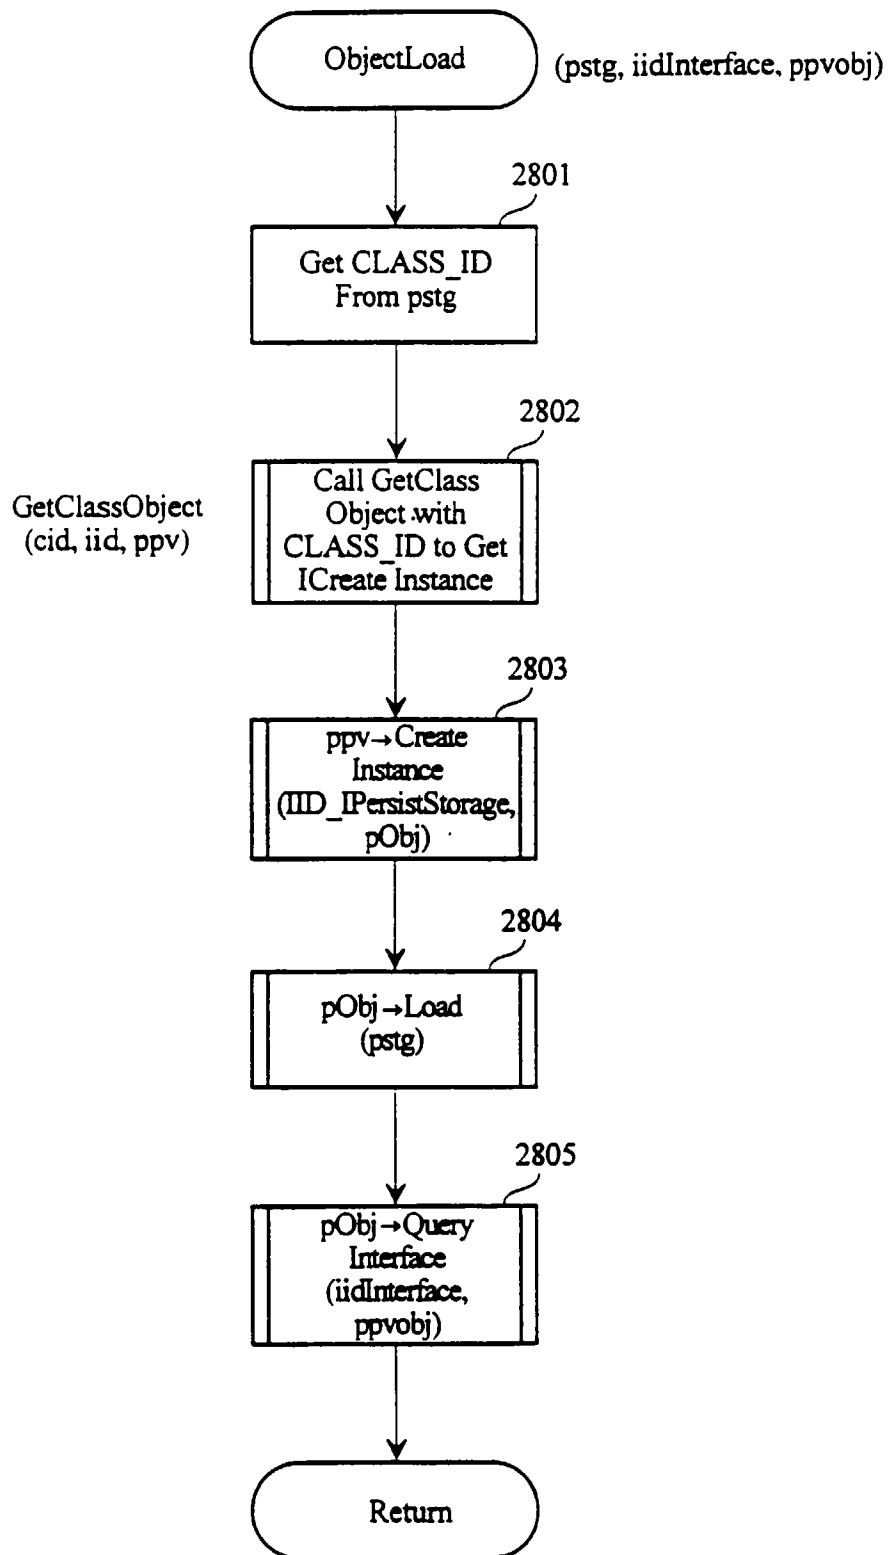 ObjectLoad
(pstg, iidInterface, ppvobj)
2801
Get CLASS_ID
From pstg
2802
Call GetClass
Object with
CLASS_ID to Get
ICreate Instance
GetClassObject
(cid, iid, ppv)
2803
ppv→Create
Instance
(IID_IPersistStorage,
pObj)
2804
pObj→Load
(pstg)
2805
pObj→Query
Interface
(iidInterface,
ppvobj)
Return